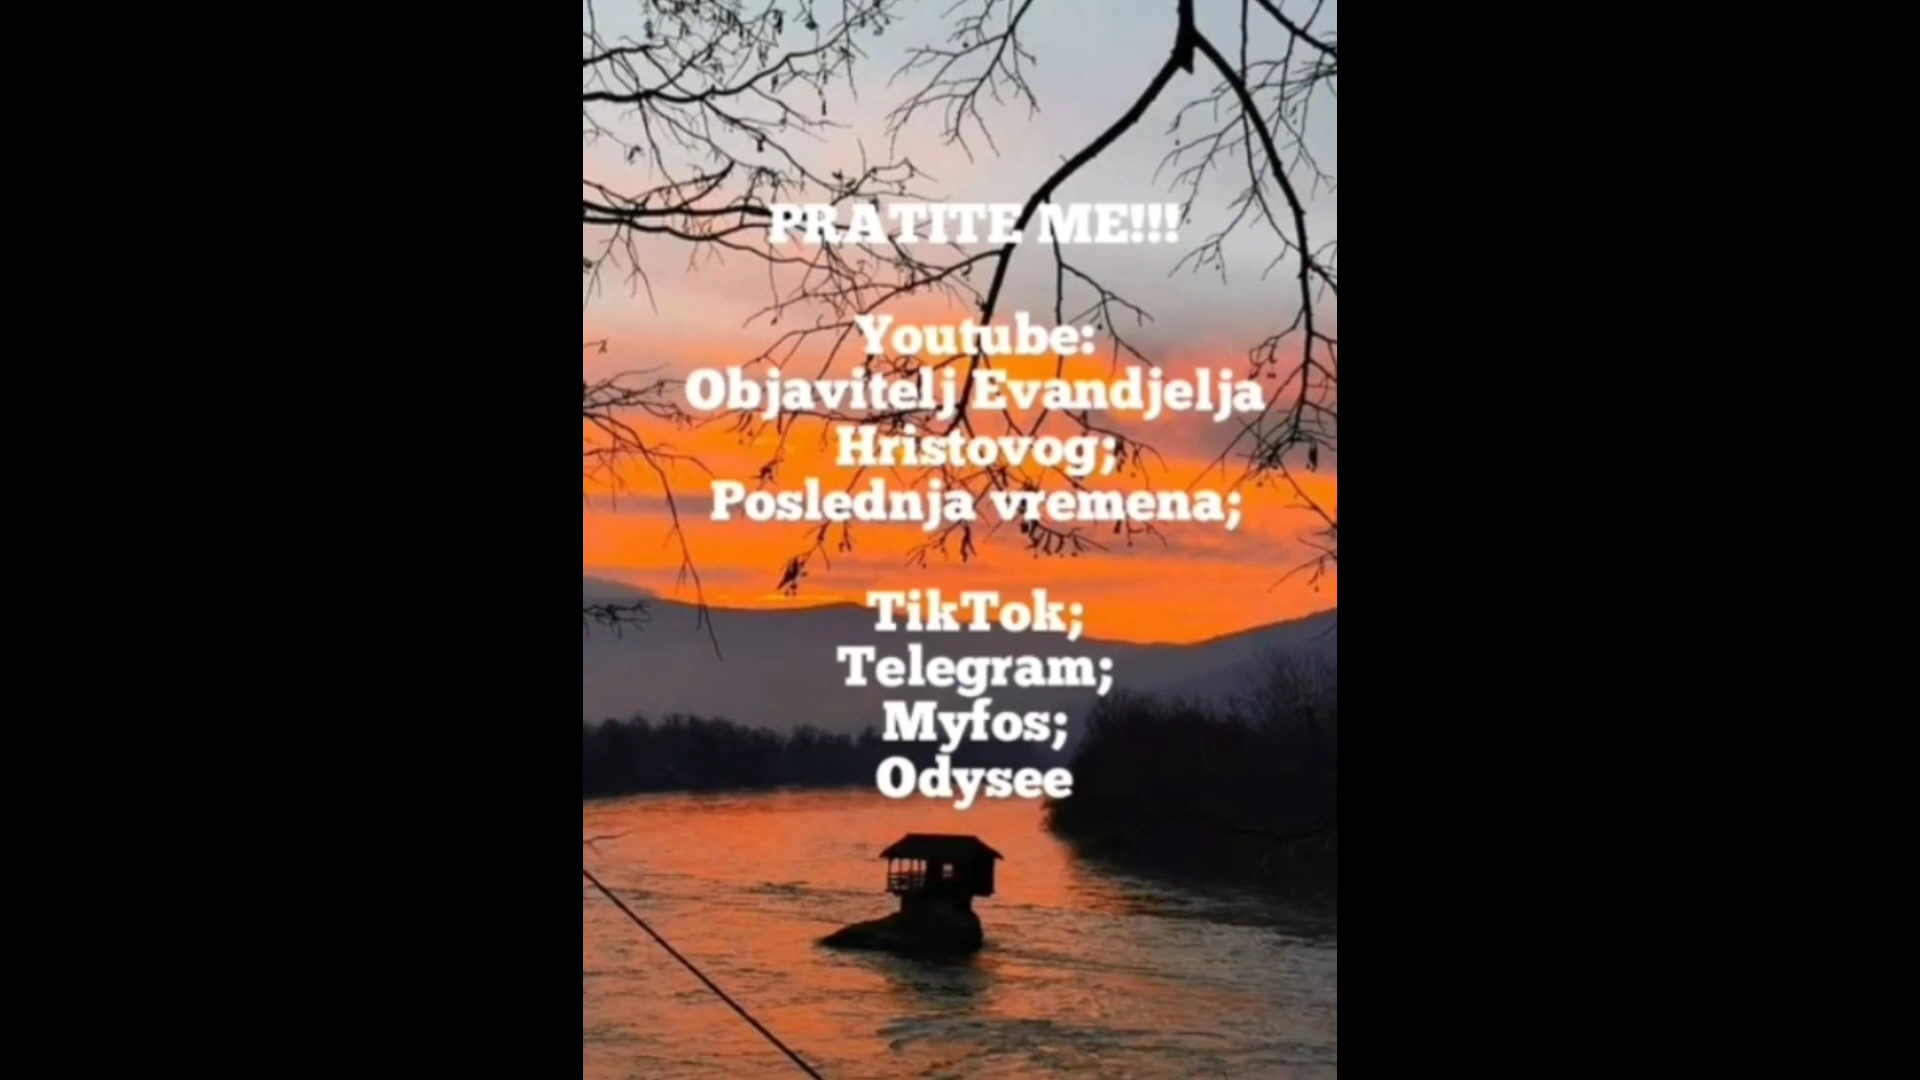 PRATITE ME!!!
Youtube:
Objavitelj Evandjelja
Hristovog;
Poslednja vremena;
TikTok;
Telegram;
Myfos;
Odysee